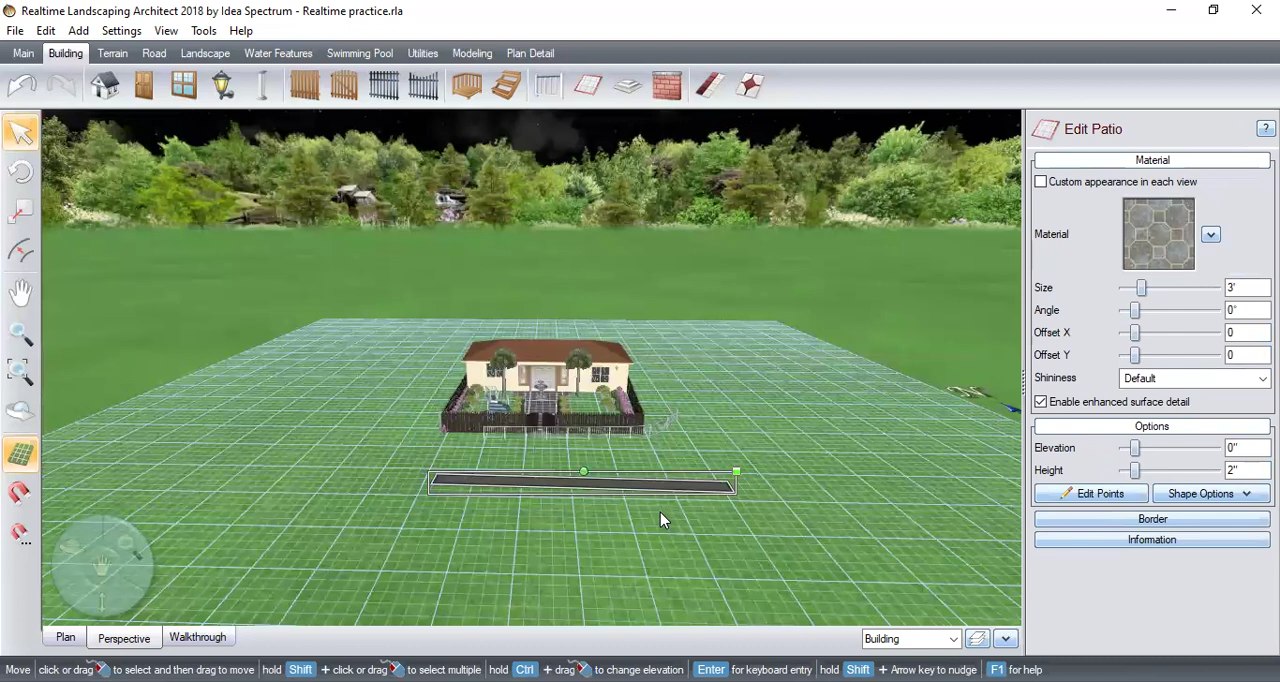 Realtime Landscaping Architect 2018 by Idea Spectrum - Realtime practice.rla
File Edit Add Settings View Tools Help
Main Building Terrain Road Landscape Water Features Swimming Pool Utilities Modeling Plan Detail
Edit Patio ?
Material
Custom appearance in each view
Material
Size 3'
Angle 0°
Offset X 0
Offset Y 0
Shininess Default
Enable enhanced surface detail
Options
Elevation 0"
Height 2"
Edit Points Shape Options
Border
Information
Plan Perspective Walkthrough Building
Move click or drag to select and then drag to move hold Shift + click or drag to select multiple hold Ctrl + drag to change elevation Enter for keyboard entry hold Shift + Arrow key to nudge F1 for help